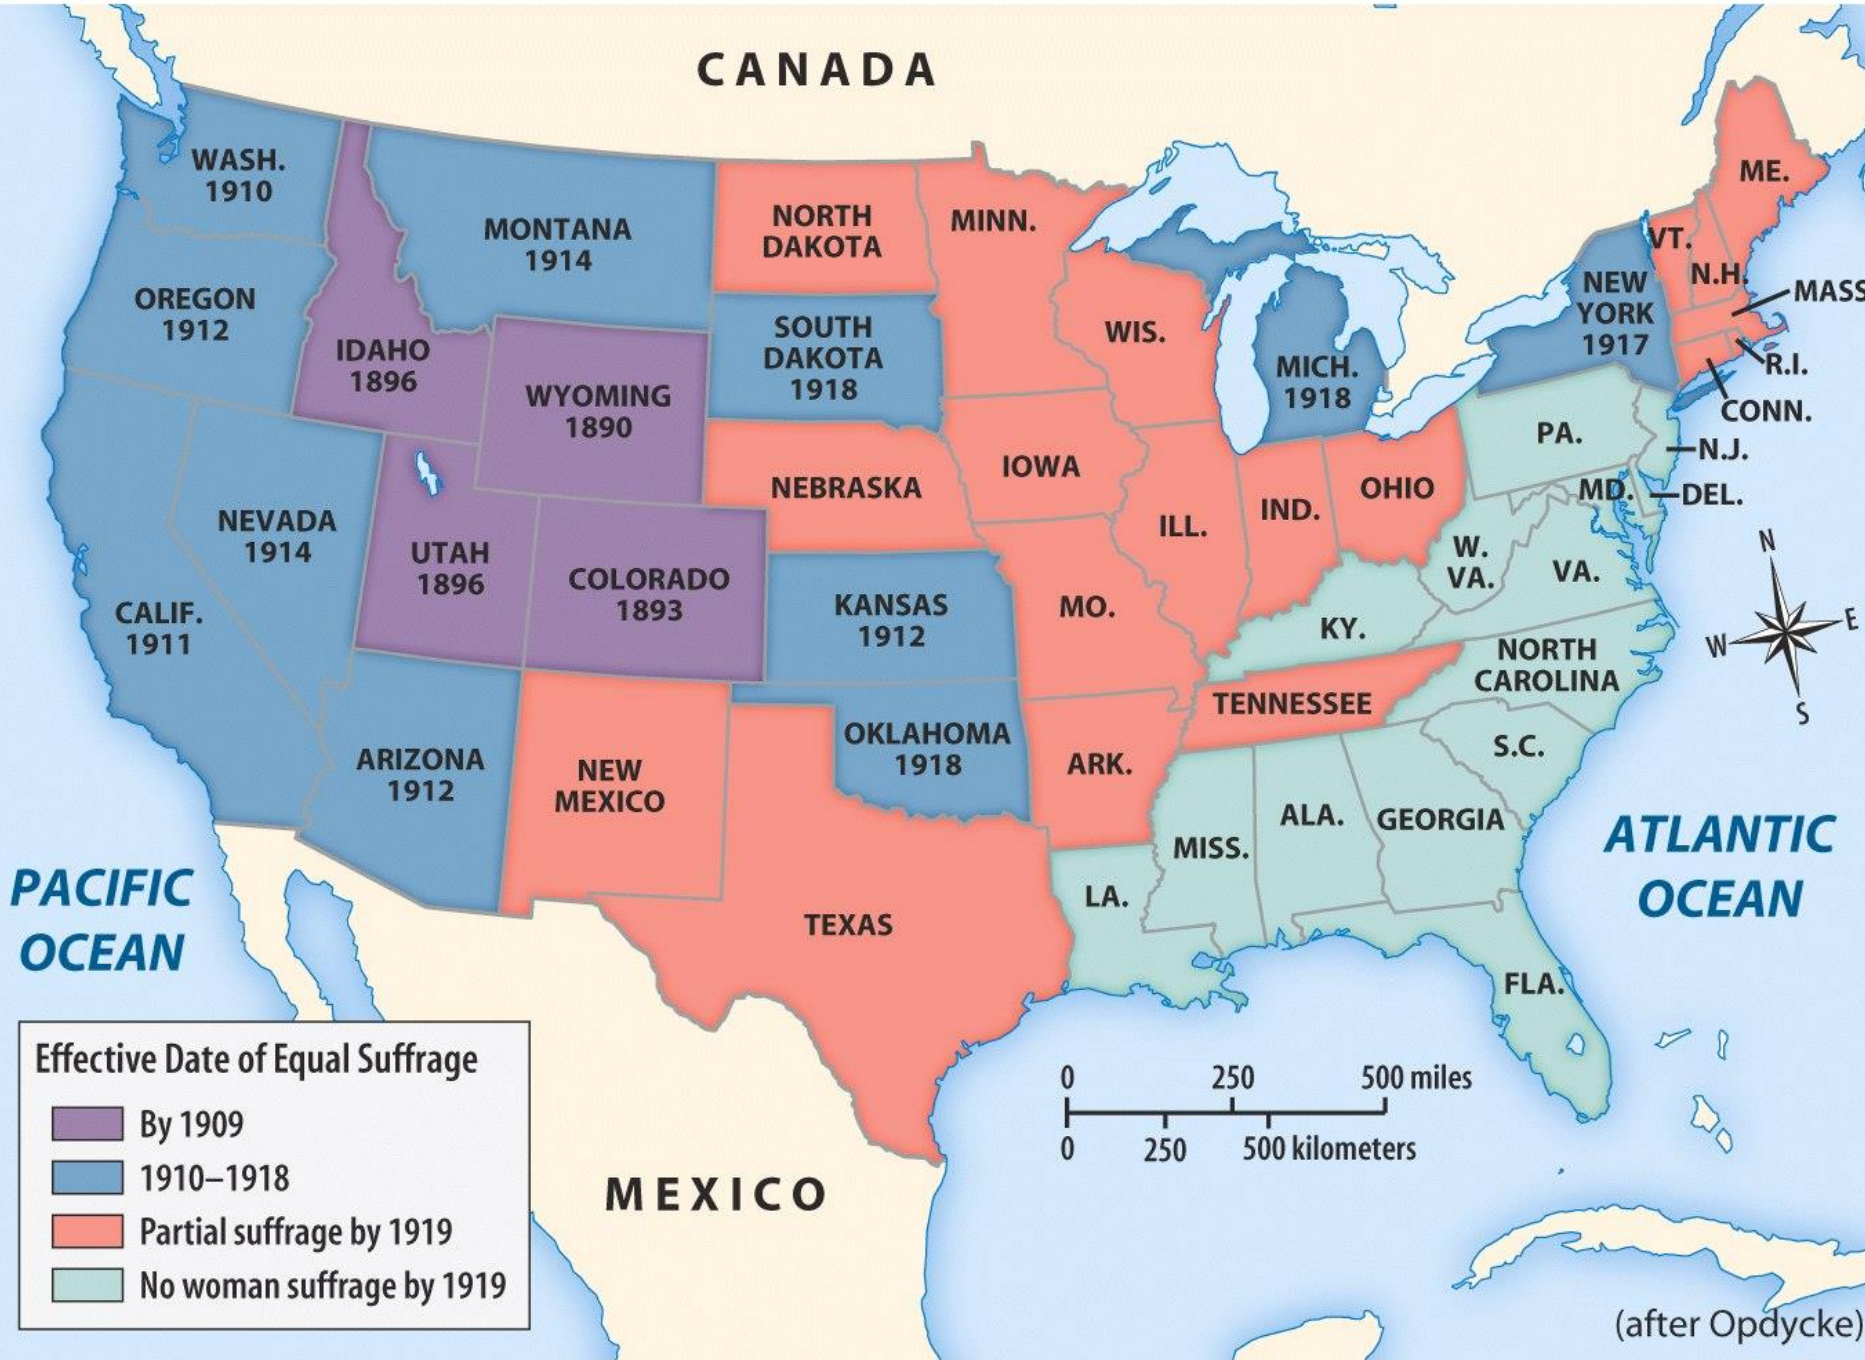 CANADA
WASH.
1910
MONTANA
1914
NORTH
DAKOTA
MINN.
ME.
VT.
N.H.
MASS
NEW
YORK
1917
OREGON
1912
IDAHO
1896
WYOMING
1890
SOUTH
DAKOTA
1918
WIS.
MICH.
1918
R.I.
CONN.
PA.
N.J.
MD.
DEL.
NEVADA
1914
UTAH
1896
COLORADO
1893
NEBRASKA
IOWA
ILL.
IND.
OHIO
W.
VA.
VA.
CALIF.
1911
KANSAS
1912
MO.
KY.
NORTH
CAROLINA
TENNESSEE
N
W
E
S
ARIZONA
1912
NEW
MEXICO
OKLAHOMA
1918
ARK.
S.C.
MISS.
ALA.
GEORGIA
LA.
TEXAS
FLA.
PACIFIC
OCEAN
ATLANTIC
OCEAN
Effective Date of Equal Suffrage
By 1909
1910–1918
Partial suffrage by 1919
No woman suffrage by 1919
0 250 500 miles
0 250 500 kilometers
MEXICO
(after Opdycke)